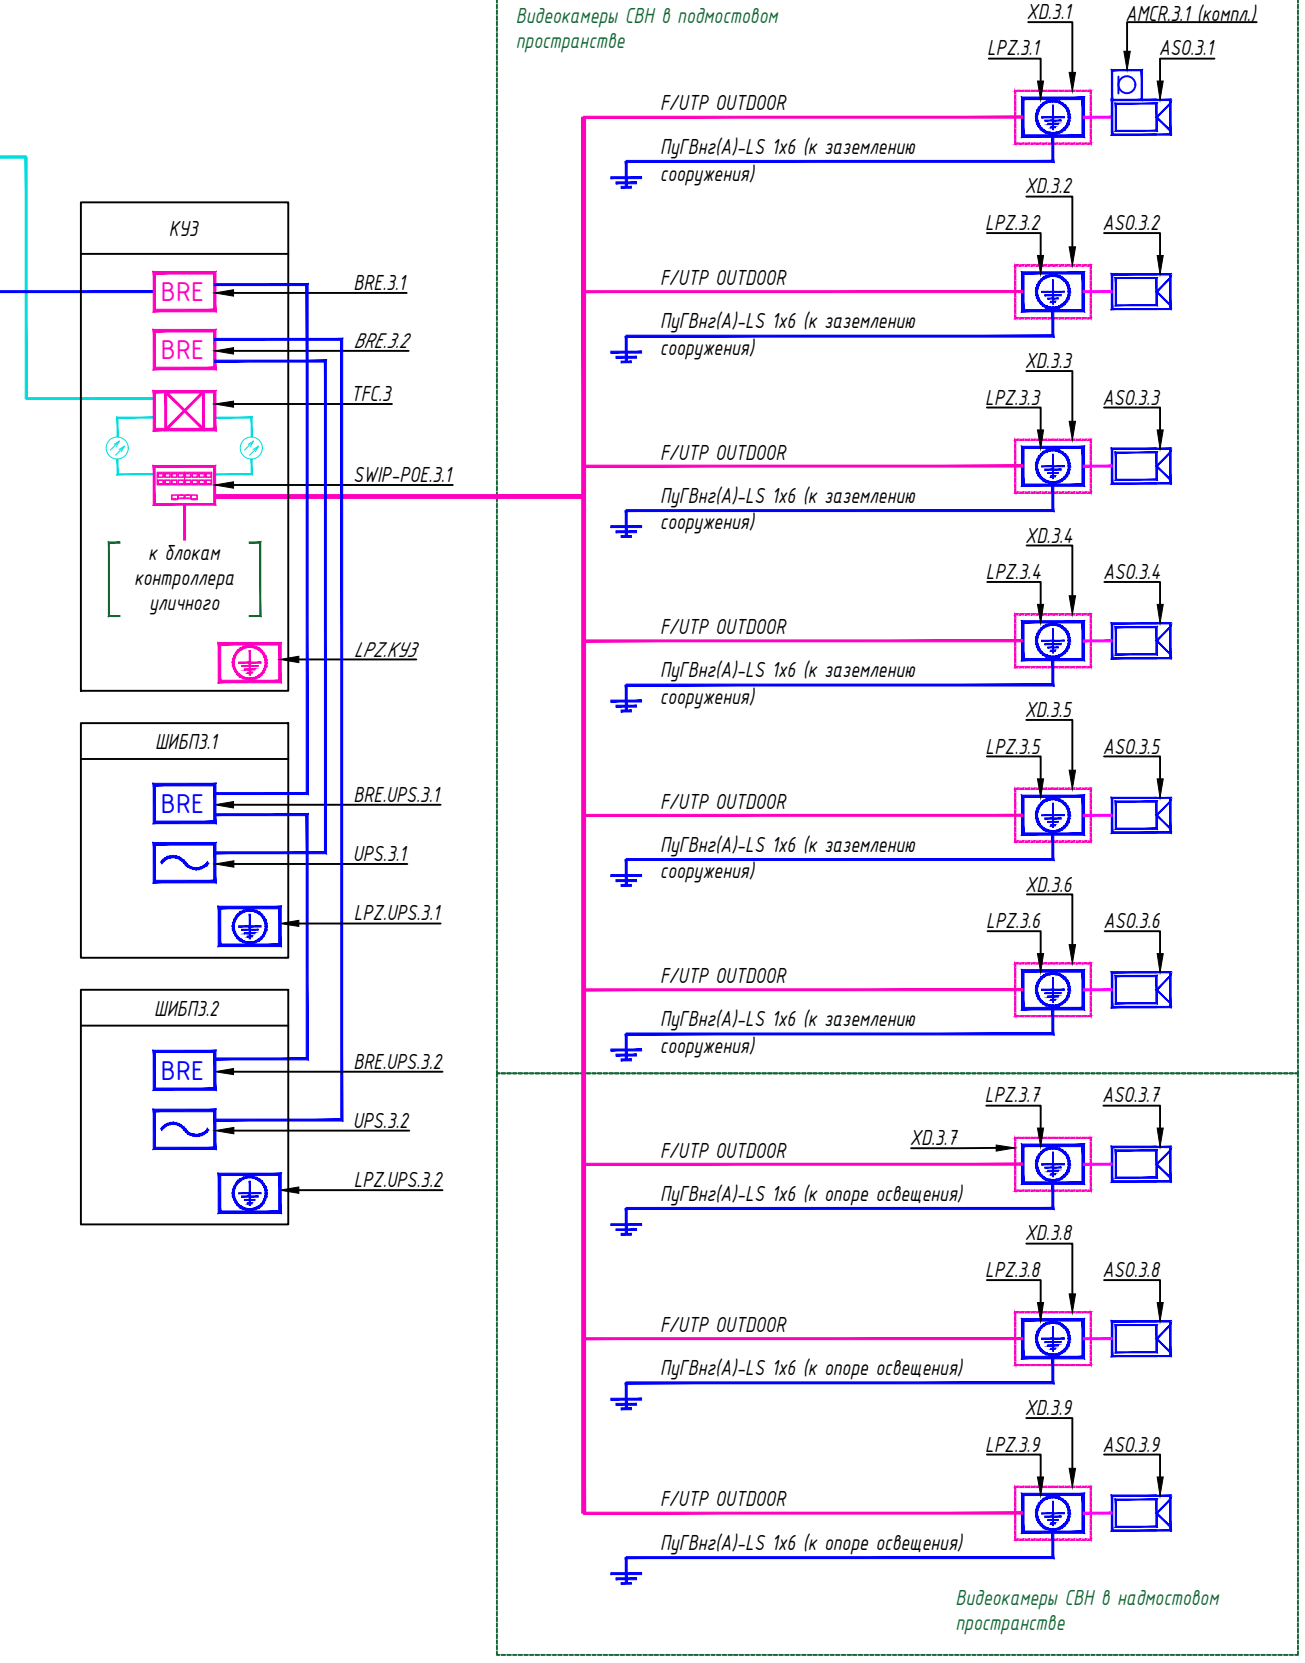 Видеокамеры СВН в подмостовом
пространстве
XD.3.1
AMCR.3.1 (компл.)
LPZ.3.1
ASO.3.1
F/UTP OUTDOOR
ПуГВнг(А)-LS 1х6 (к заземлению
сооружения)
XD.3.2
LPZ.3.2
ASO.3.2
F/UTP OUTDOOR
ПуГВнг(А)-LS 1х6 (к заземлению
сооружения)
XD.3.3
LPZ.3.3
ASO.3.3
F/UTP OUTDOOR
ПуГВнг(А)-LS 1х6 (к заземлению
сооружения)
XD.3.4
LPZ.3.4
ASO.3.4
F/UTP OUTDOOR
ПуГВнг(А)-LS 1х6 (к заземлению
сооружения)
XD.3.5
LPZ.3.5
ASO.3.5
F/UTP OUTDOOR
ПуГВнг(А)-LS 1х6 (к заземлению
сооружения)
XD.3.6
LPZ.3.6
ASO.3.6
F/UTP OUTDOOR
ПуГВнг(А)-LS 1х6 (к заземлению
сооружения)
LPZ.3.7
ASO.3.7
XD.3.7
F/UTP OUTDOOR
ПуГВнг(А)-LS 1х6 (к опоре освещения)
XD.3.8
LPZ.3.8
ASO.3.8
F/UTP OUTDOOR
ПуГВнг(А)-LS 1х6 (к опоре освещения)
XD.3.9
LPZ.3.9
ASO.3.9
F/UTP OUTDOOR
ПуГВнг(А)-LS 1х6 (к опоре освещения)
Видеокамеры СВН в надмостовом
пространстве
КУ3
BRE
BRE.3.1
BRE
BRE.3.2
TFC.3
SWIP-POE.3.1
к блокам
контроллера
уличного
LPZ.КУ3
ШИБП3.1
BRE
BRE.UPS.3.1
UPS.3.1
LPZ.UPS.3.1
ШИБП3.2
BRE
BRE.UPS.3.2
UPS.3.2
LPZ.UPS.3.2